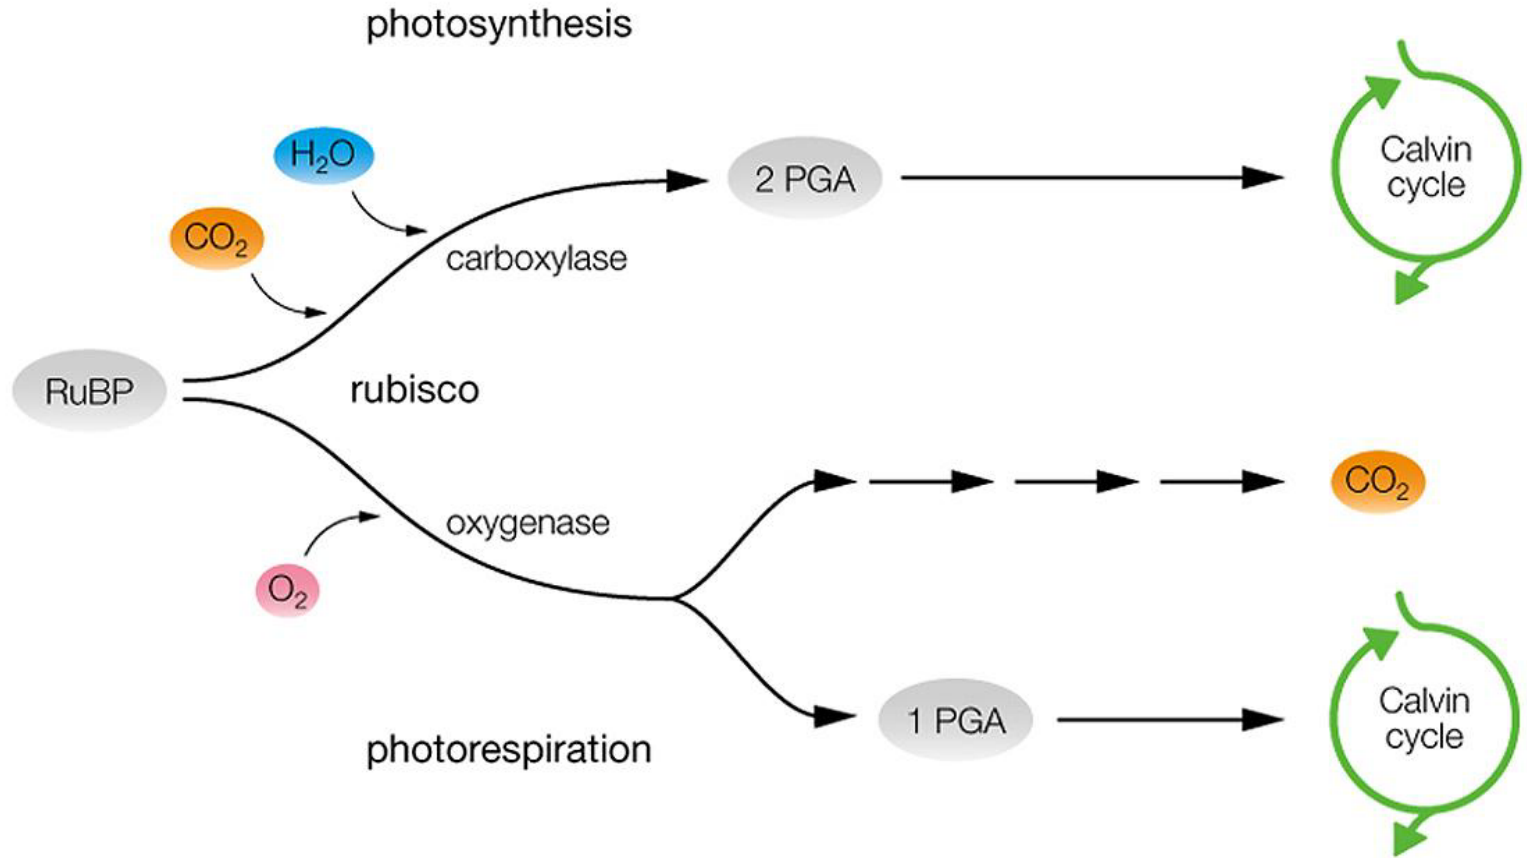 photosynthesis
H₂O
CO₂
carboxylase
2 PGA
Calvin
cycle
RuBP
rubisco
oxygenase
O₂
CO₂
1 PGA
Calvin
cycle
photorespiration